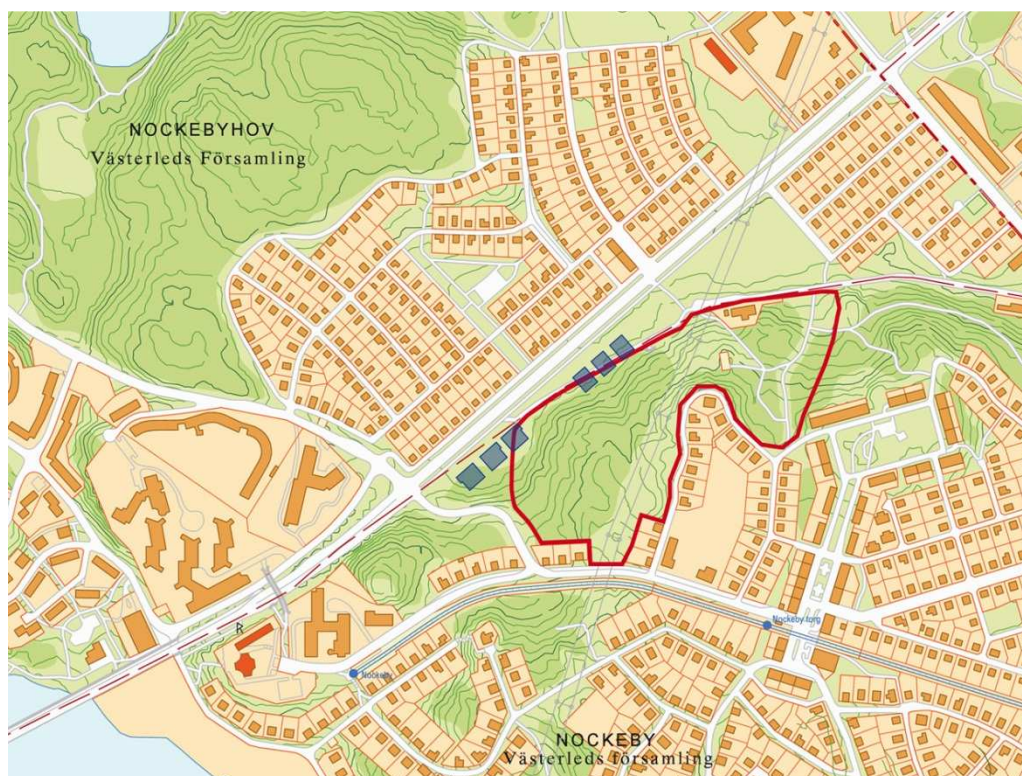 NOCKEBYHOV
Västerleds Församling
R
Nockeby torg
Nockeby
NOCKEBY
Västerleds församling